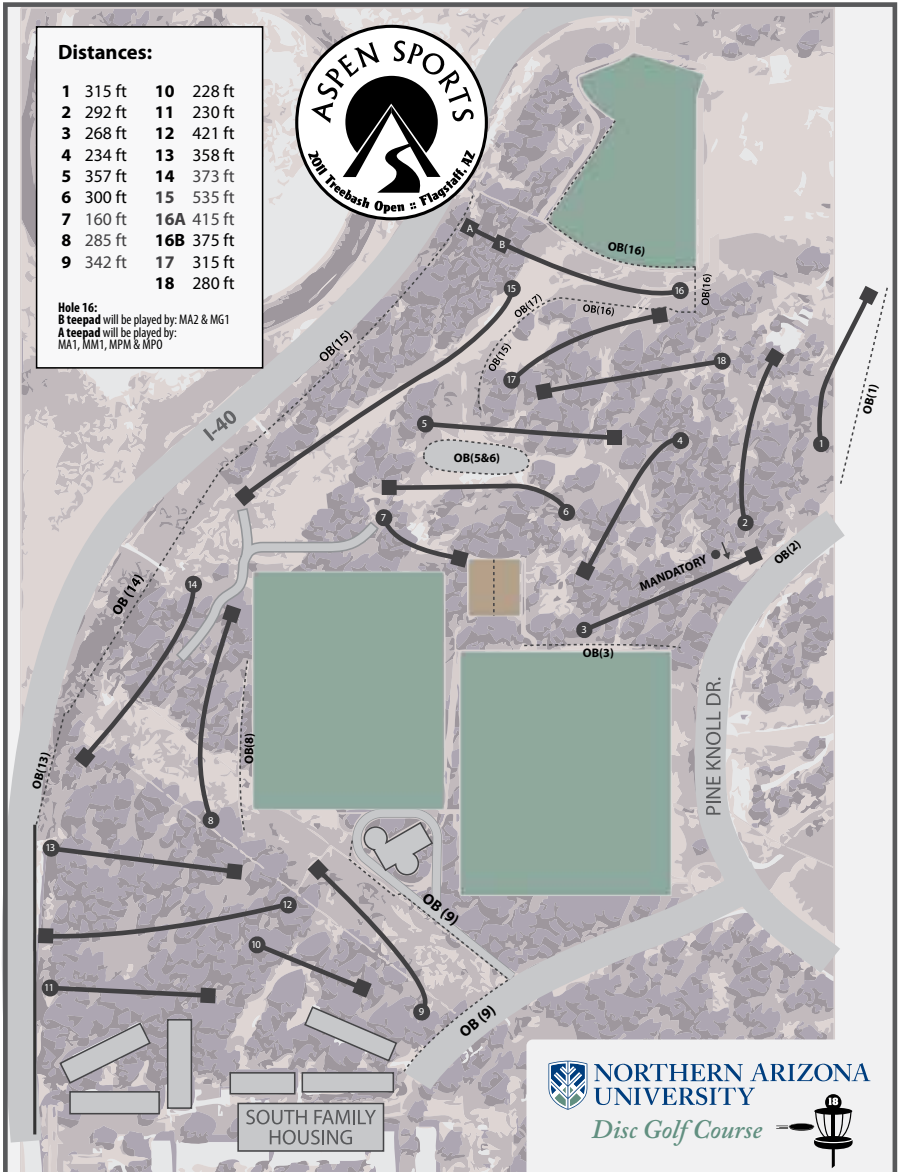 Distances:
1 315 ft 10 228 ft
2 292 ft 11 230 ft
3 268 ft 12 421 ft
4 234 ft 13 358 ft
5 357 ft 14 373 ft
6 300 ft 15 535 ft
7 160 ft 16A 415 ft
8 285 ft 16B 375 ft
9 342 ft 17 315 ft
18 280 ft
Hole 16:
B teepad will be played by: MA2 & MG1
A teepad will be played by:
MA1, MM1, MPM & MPO
ASPEN SPORTS
2011 Treebash Open :: Flagstaff, AZ
A
B
OB(16)
16
OB(16)
15
OB(17)
OB(16)
OB(15)
OB(15)
17
18
OB(1)
1
I-40
5
4
OB(5&6)
6
2
7
MANDATORY
OB(2)
14
OB (14)
3
OB(3)
PINE KNOLL DR.
OB(8)
OB(13)
8
13
12
OB (9)
10
11
9
OB (9)
SOUTH FAMILY
HOUSING
NORTHERN ARIZONA
UNIVERSITY
Disc Golf Course
18